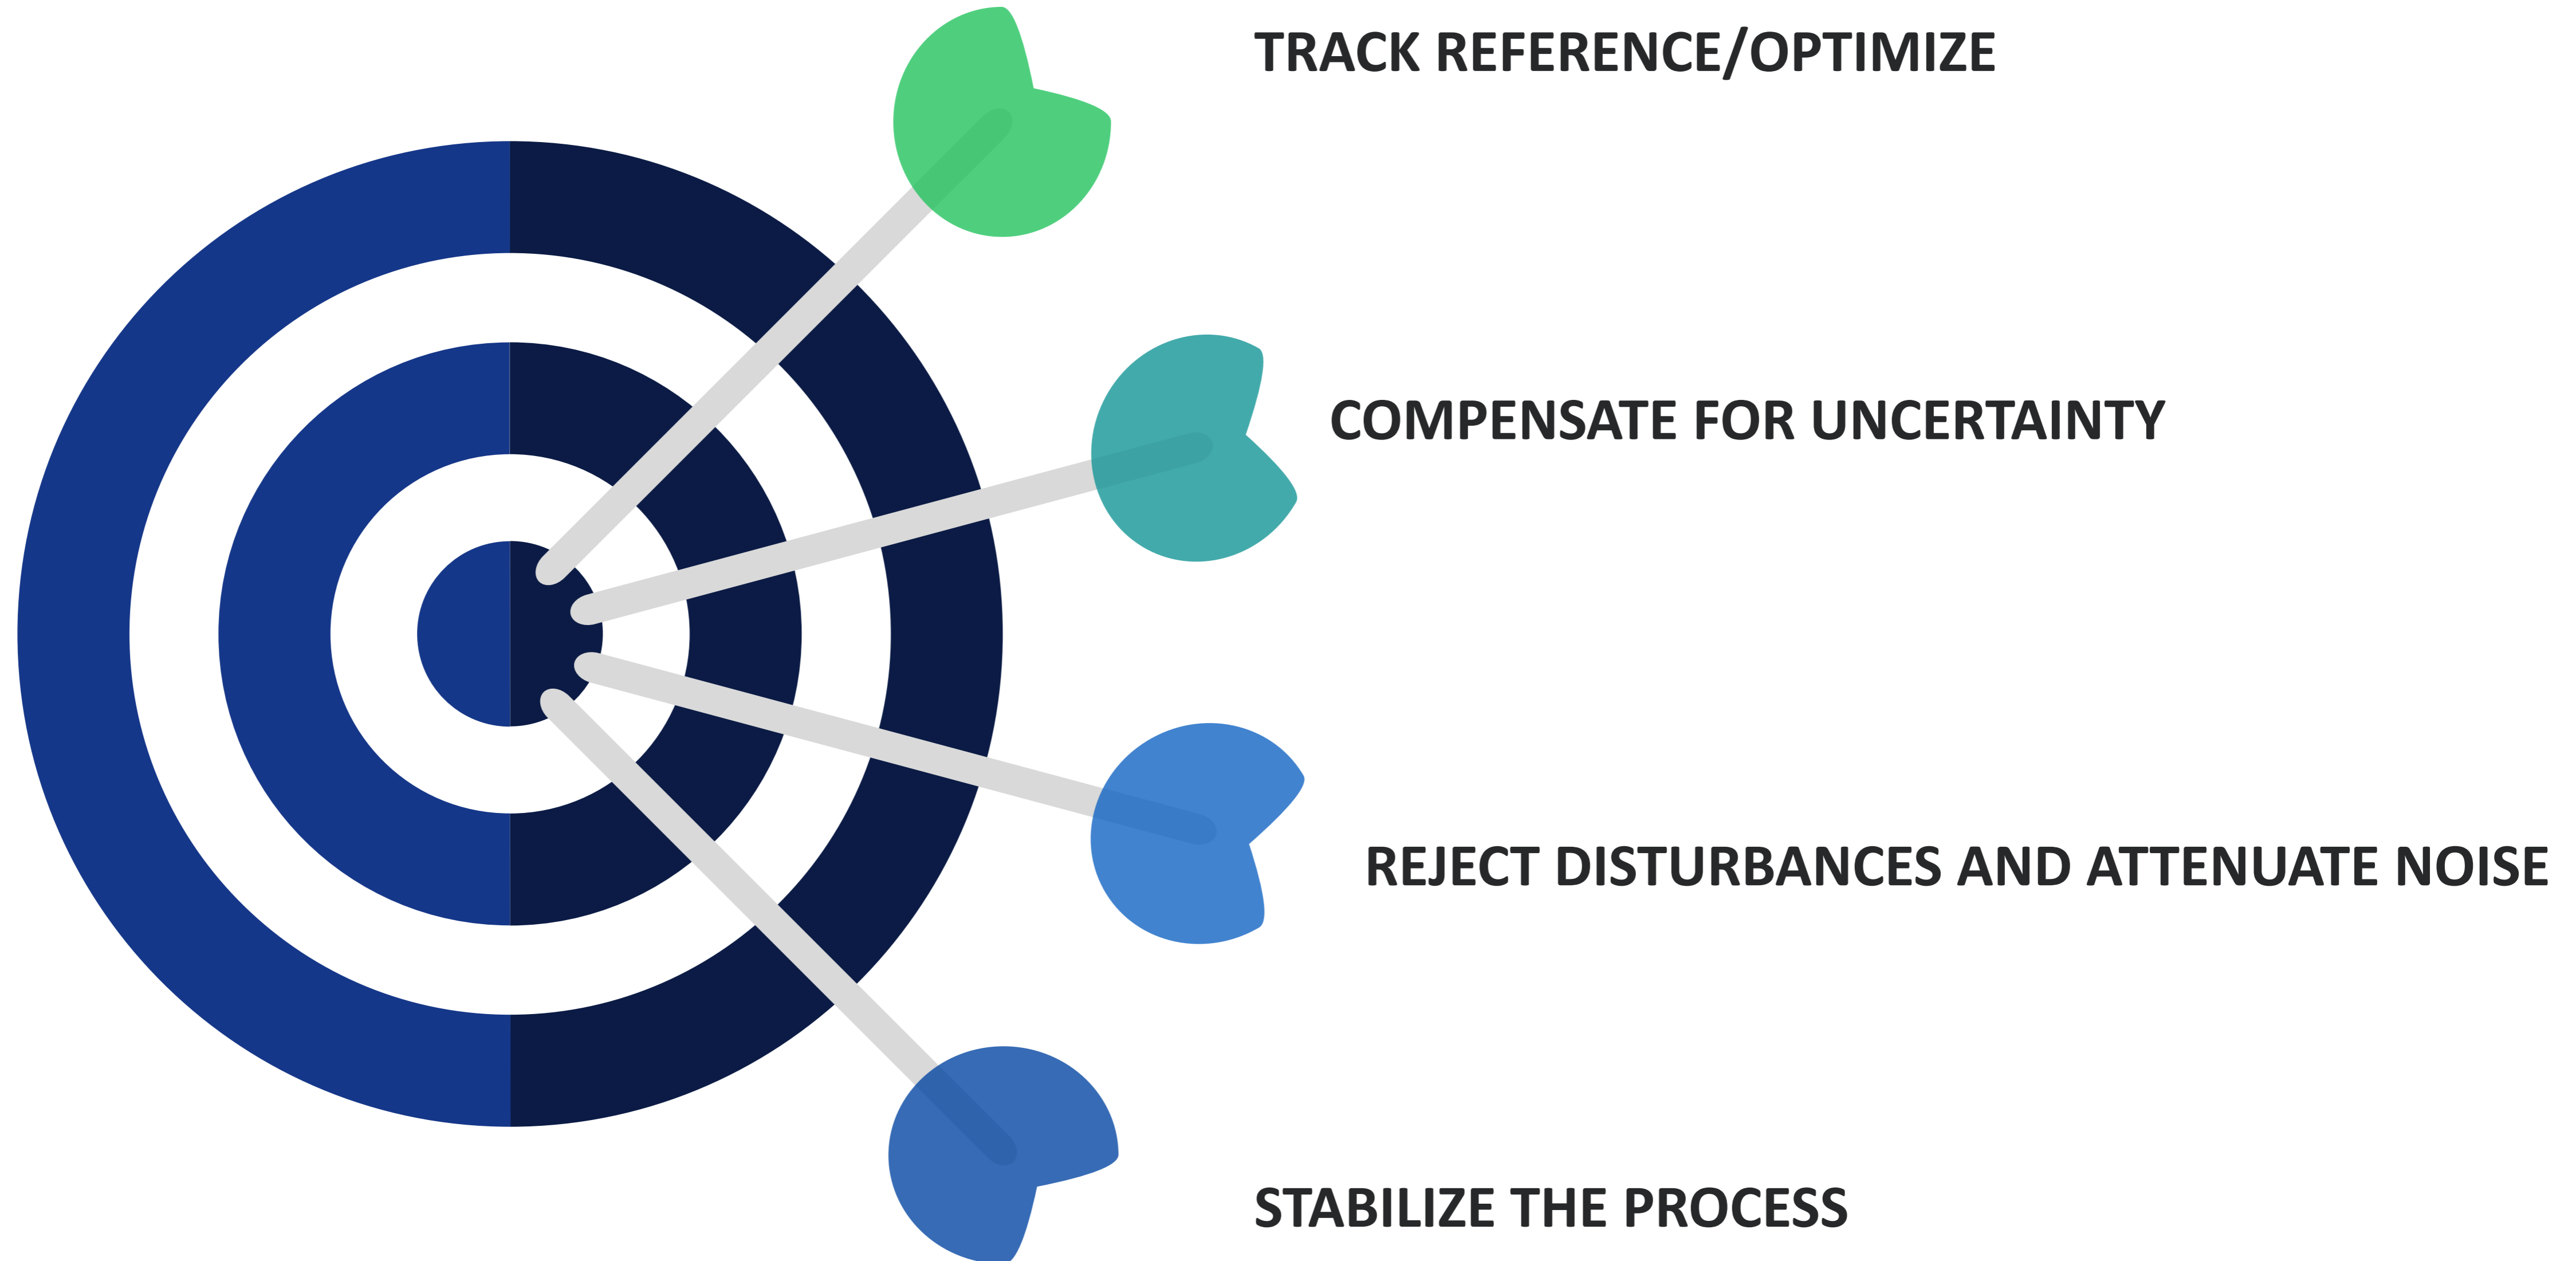 TRACK REFERENCE/OPTIMIZE
COMPENSATE FOR UNCERTAINTY
REJECT DISTURBANCES AND ATTENUATE NOISE
STABILIZE THE PROCESS